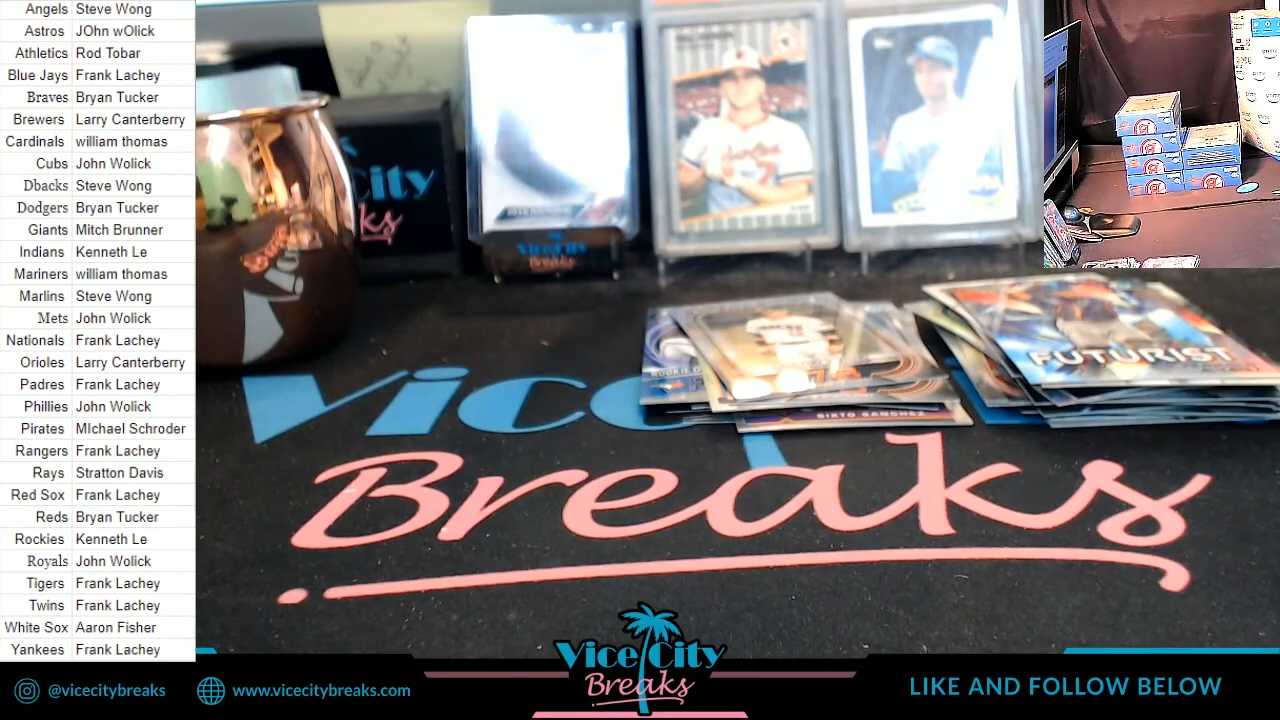 Angels Steve Wong
Astros JOhn wOlick
Athletics Rod Tobar
Blue Jays Frank Lachey
Braves Bryan Tucker
Brewers Larry Canterberry
Cardinals william thomas
Cubs John Wolick
Dbacks Steve Wong
Dodgers Bryan Tucker
Giants Mitch Brunner
Indians Kenneth Le
Mariners william thomas
Marlins Steve Wong
Mets John Wolick
Nationals Frank Lachey
Orioles Larry Canterberry
Padres Frank Lachey
Phillies John Wolick
Pirates MIchael Schroder
Rangers Frank Lachey
Rays Stratton Davis
Red Sox Frank Lachey
Reds Bryan Tucker
Rockies Kenneth Le
Royals John Wolick
Tigers Frank Lachey
Twins Frank Lachey
White Sox Aaron Fisher
Yankees Frank Lachey
City
Vice City
Breaks
FUTURIST
SIXTO SANCHEZ
Vice
Breaks
@vicecitybreaks
www.vicecitybreaks.com
Vice City
Breaks
LIKE AND FOLLOW BELOW